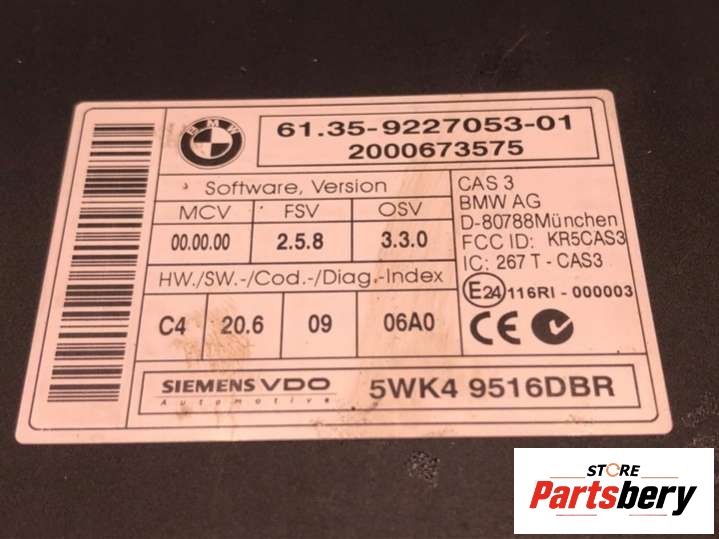 BMW
61.35-9227053-01
2000673575
Software, Version
MCV FSV OSV
00.00.00 2.5.8 3.3.0
HW./SW.-/Cod.-/Diag.-Index
C4 20.6 09 06A0
CAS 3
BMW AG
D-80788München
FCC ID: KR5CAS3
IC: 267 T - CAS3
E24 116RI - 000003
CE
SIEMENS VDO
Automotive
5WK4 9516DBR
STORE
Partsbery